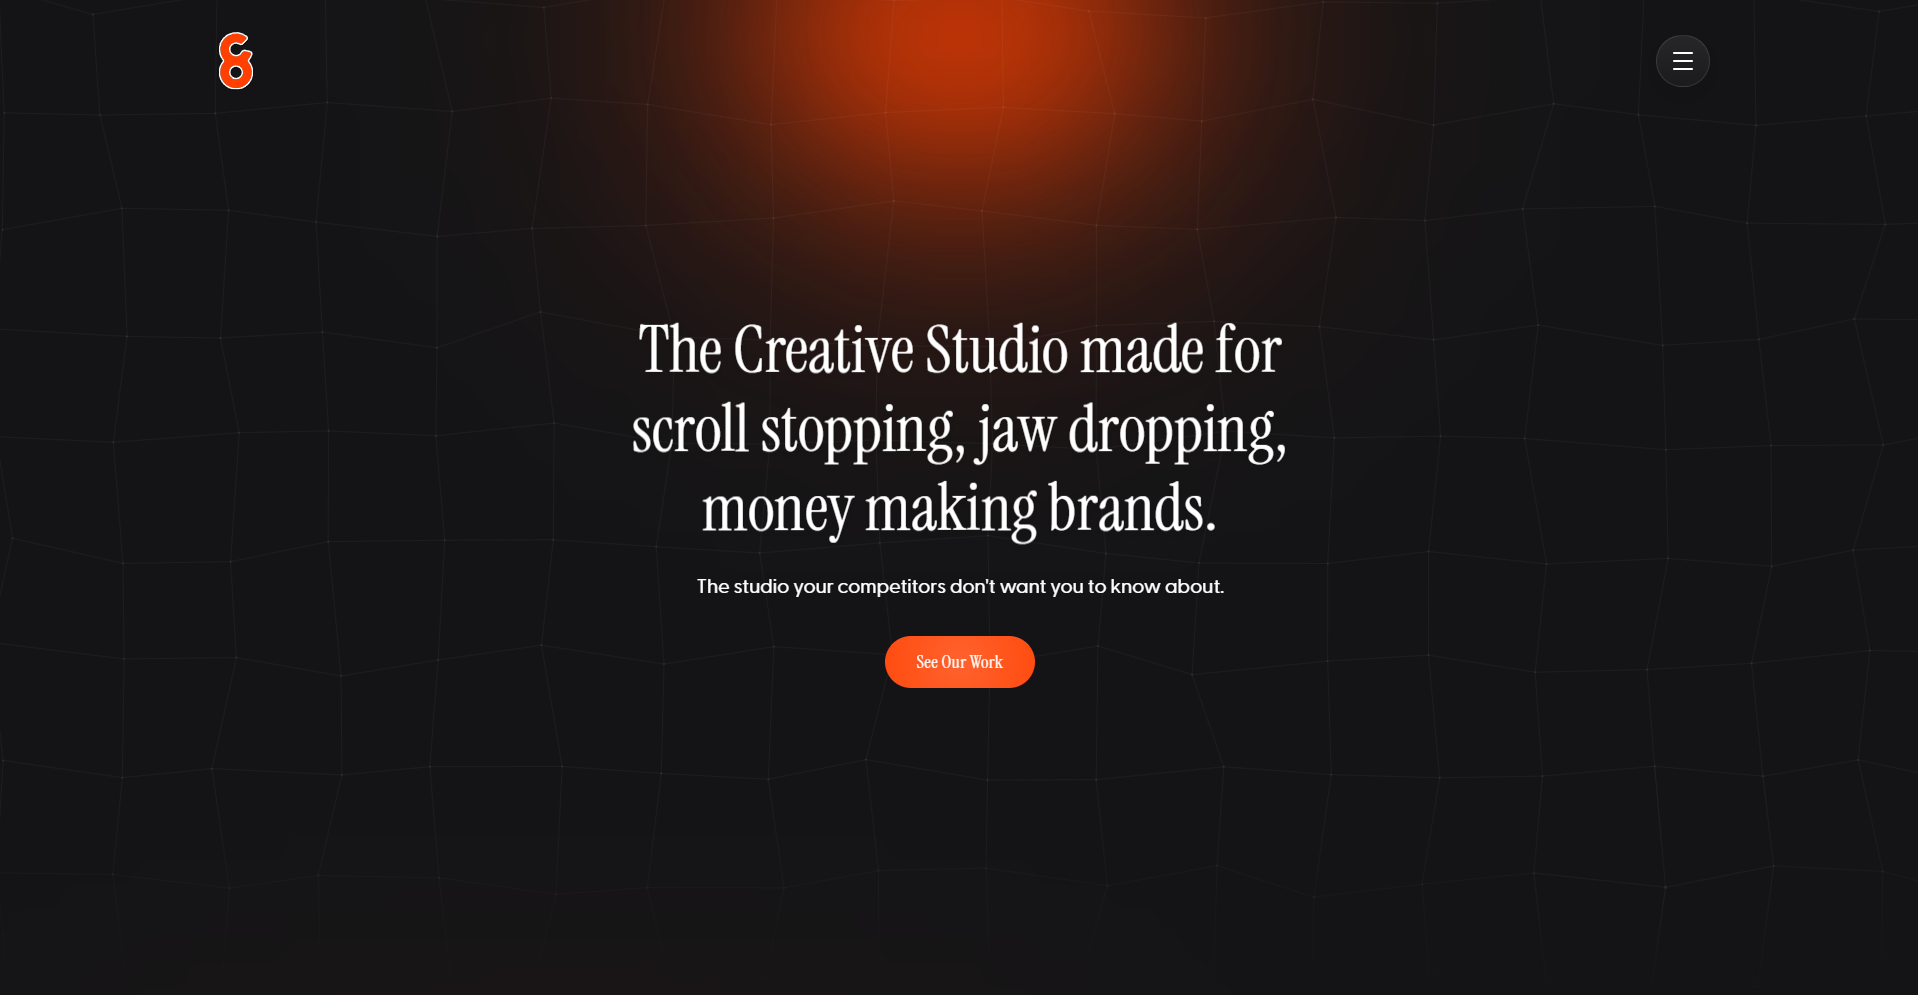 The Creative Studio made for
scroll stopping, jaw dropping,
money making brands.
The studio your competitors don't want you to know about.
See Our Work